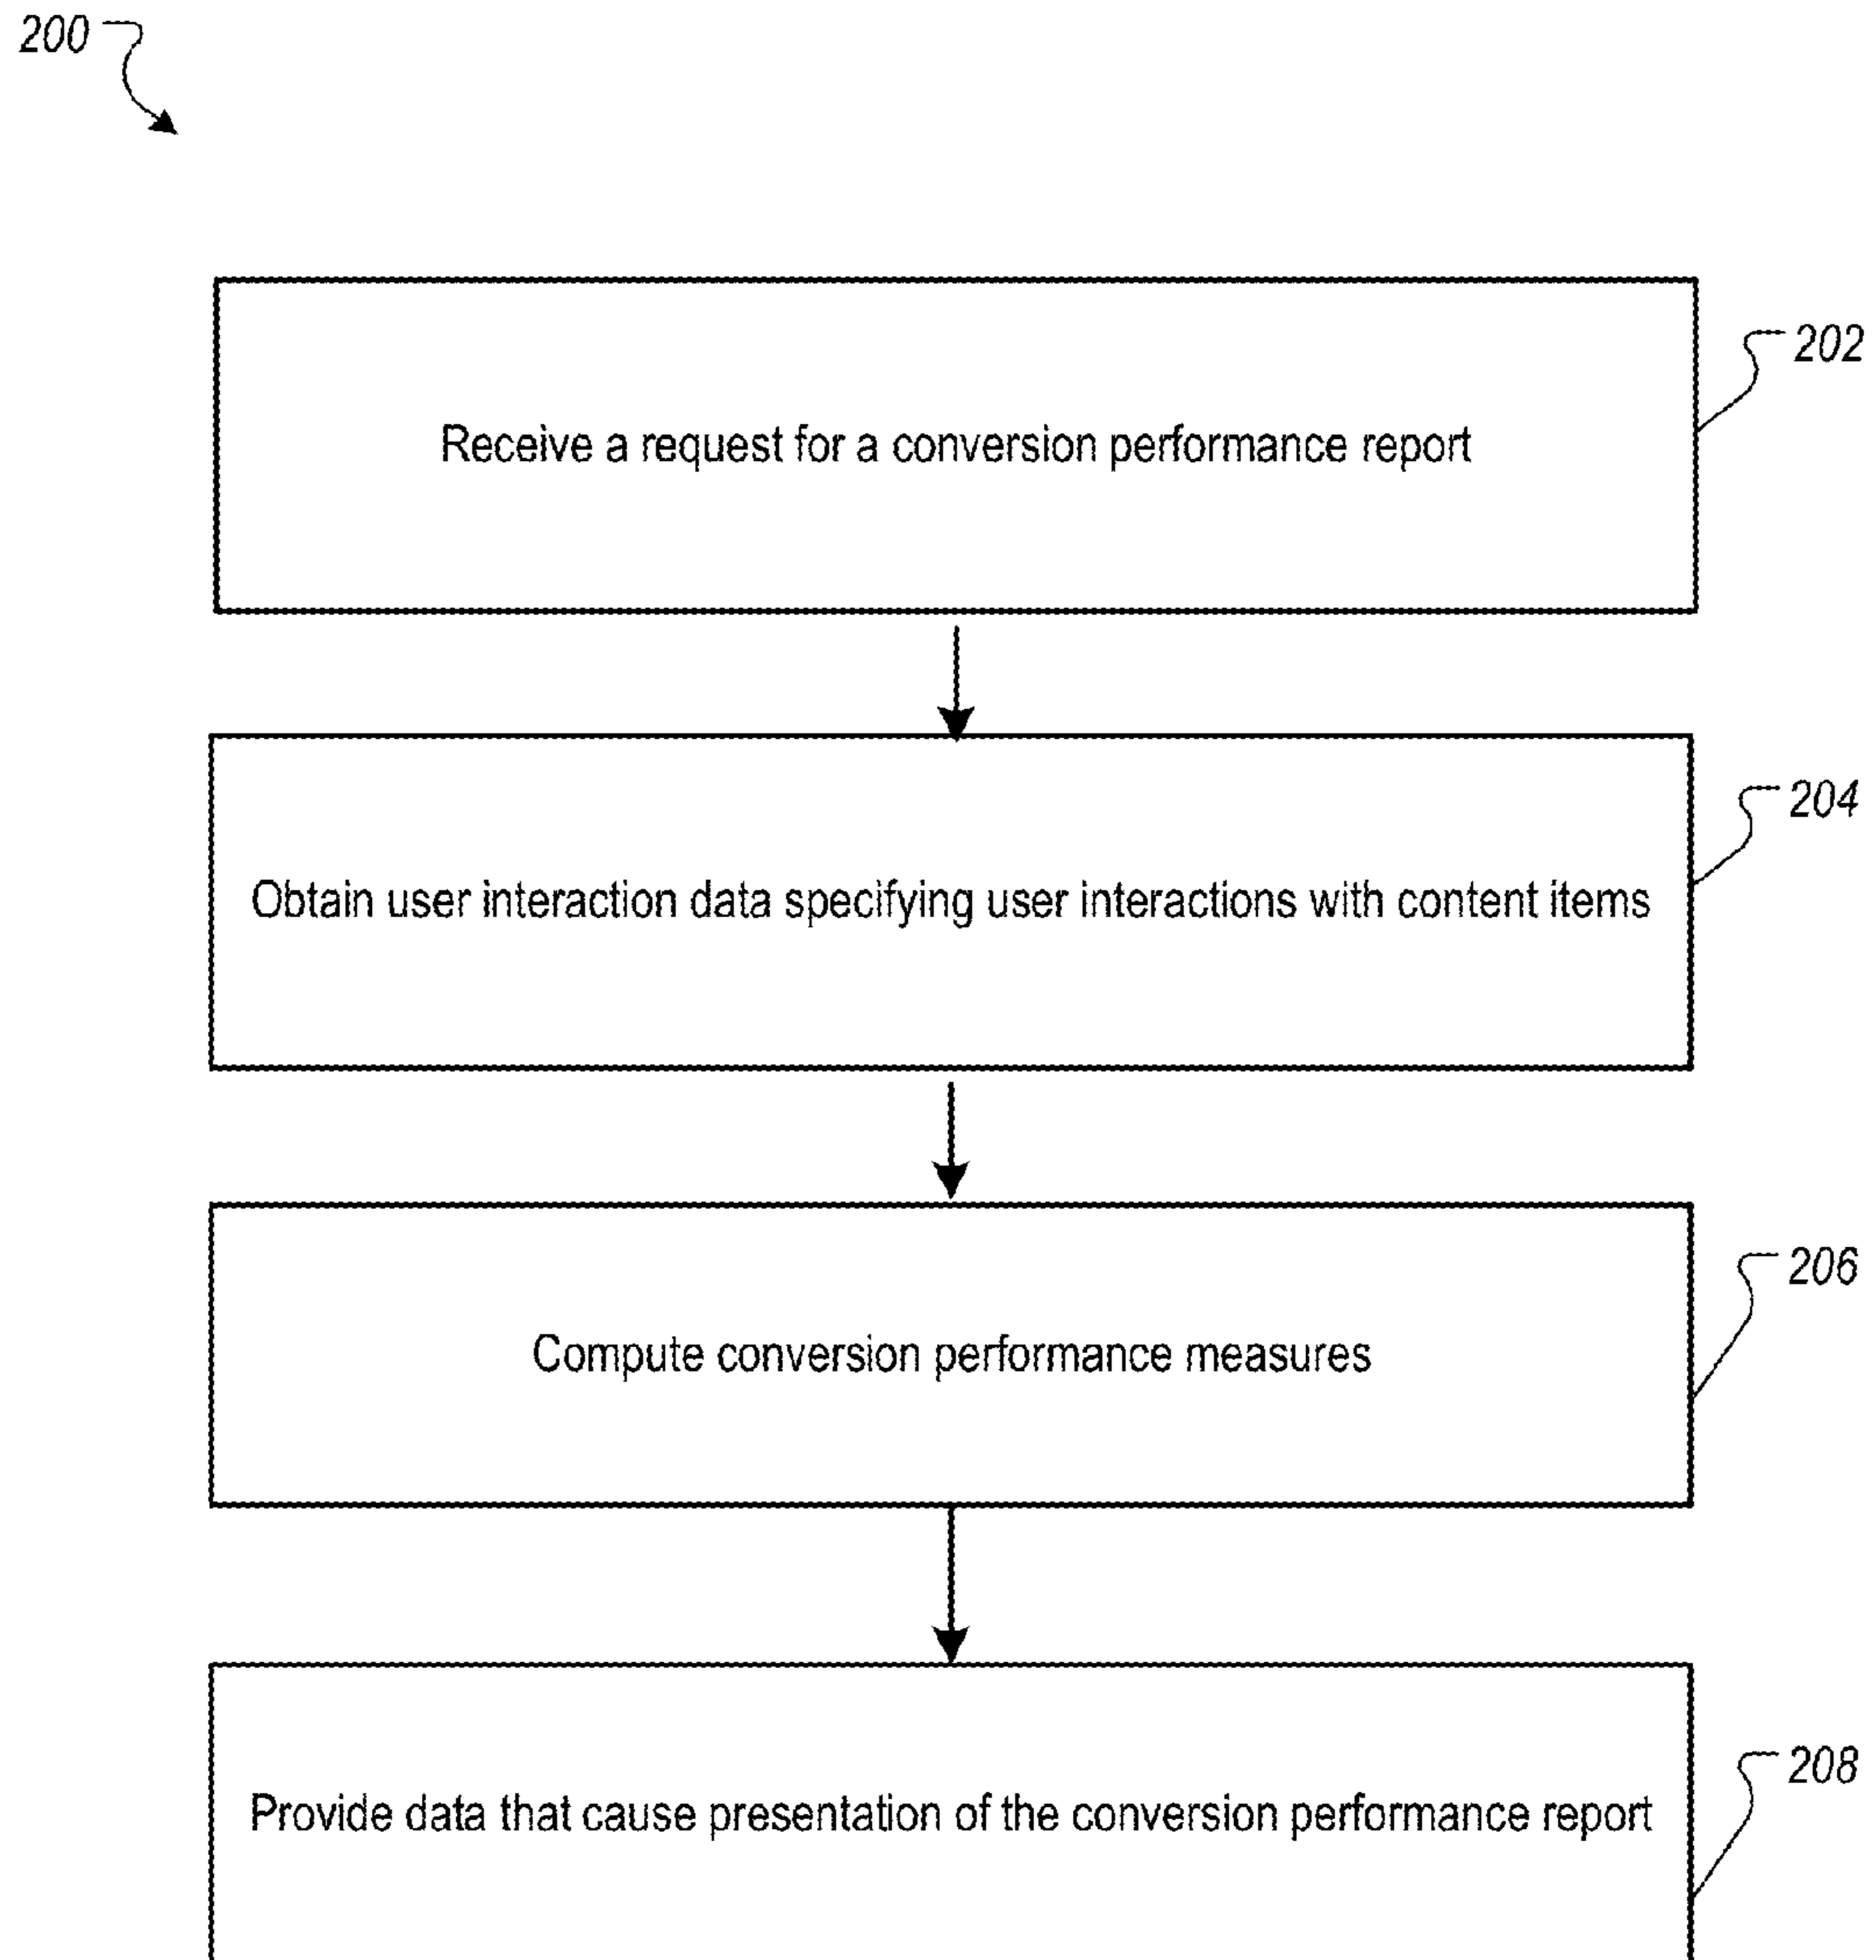 200
Receive a request for a conversion performance report
202
Obtain user interaction data specifying user interactions with content items
204
Compute conversion performance measures
206
Provide data that cause presentation of the conversion performance report
208